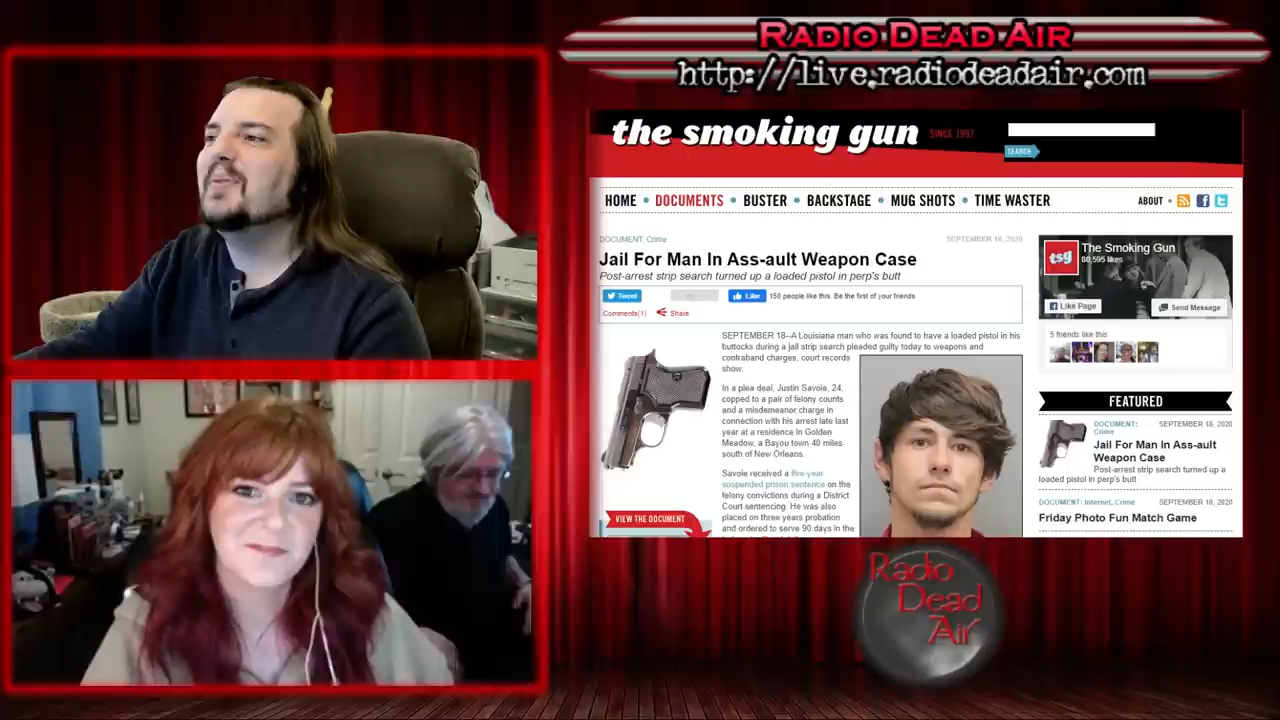 Radio Dead Air
http://live.radiodeadair.com
the smoking gun SINCE 1997
SEARCH
HOME • DOCUMENTS • BUSTER • BACKSTAGE • MUG SHOTS • TIME WASTER
ABOUT •
DOCUMENT: Crime
SEPTEMBER 18, 2020
Jail For Man In Ass-ault Weapon Case
Post-arrest strip search turned up a loaded pistol in perp's butt
Tweet
Like 150 people like this. Be the first of your friends.
Comments(1) Share
SEPTEMBER 18--A Louisiana man who was found to have a loaded pistol in his
buttocks during a jail strip search pleaded guilty today to weapons and
contraband charges, court records
show.
In a plea deal, Justin Savoie, 24,
copped to a pair of felony counts
and a misdemeanor charge in
connection with his arrest late last
year at a residence in Golden
Meadow, a Bayou town 40 miles
south of New Orleans.
Savoie received a five-year
suspended prison sentence on the
felony convictions during a District
Court sentencing. He was also
placed on three years probation
and ordered to serve 90 days in the
VIEW THE DOCUMENT
tsg
The Smoking Gun
80,595 likes
Like Page
Send Message
5 friends like this
FEATURED
DOCUMENT:
Crime
SEPTEMBER 18, 2020
Jail For Man In Ass-ault
Weapon Case
Post-arrest strip search turned up a
loaded pistol in perp's butt
DOCUMENT: Internet, Crime
SEPTEMBER 18, 2020
Friday Photo Fun Match Game
Radio
Dead
Air